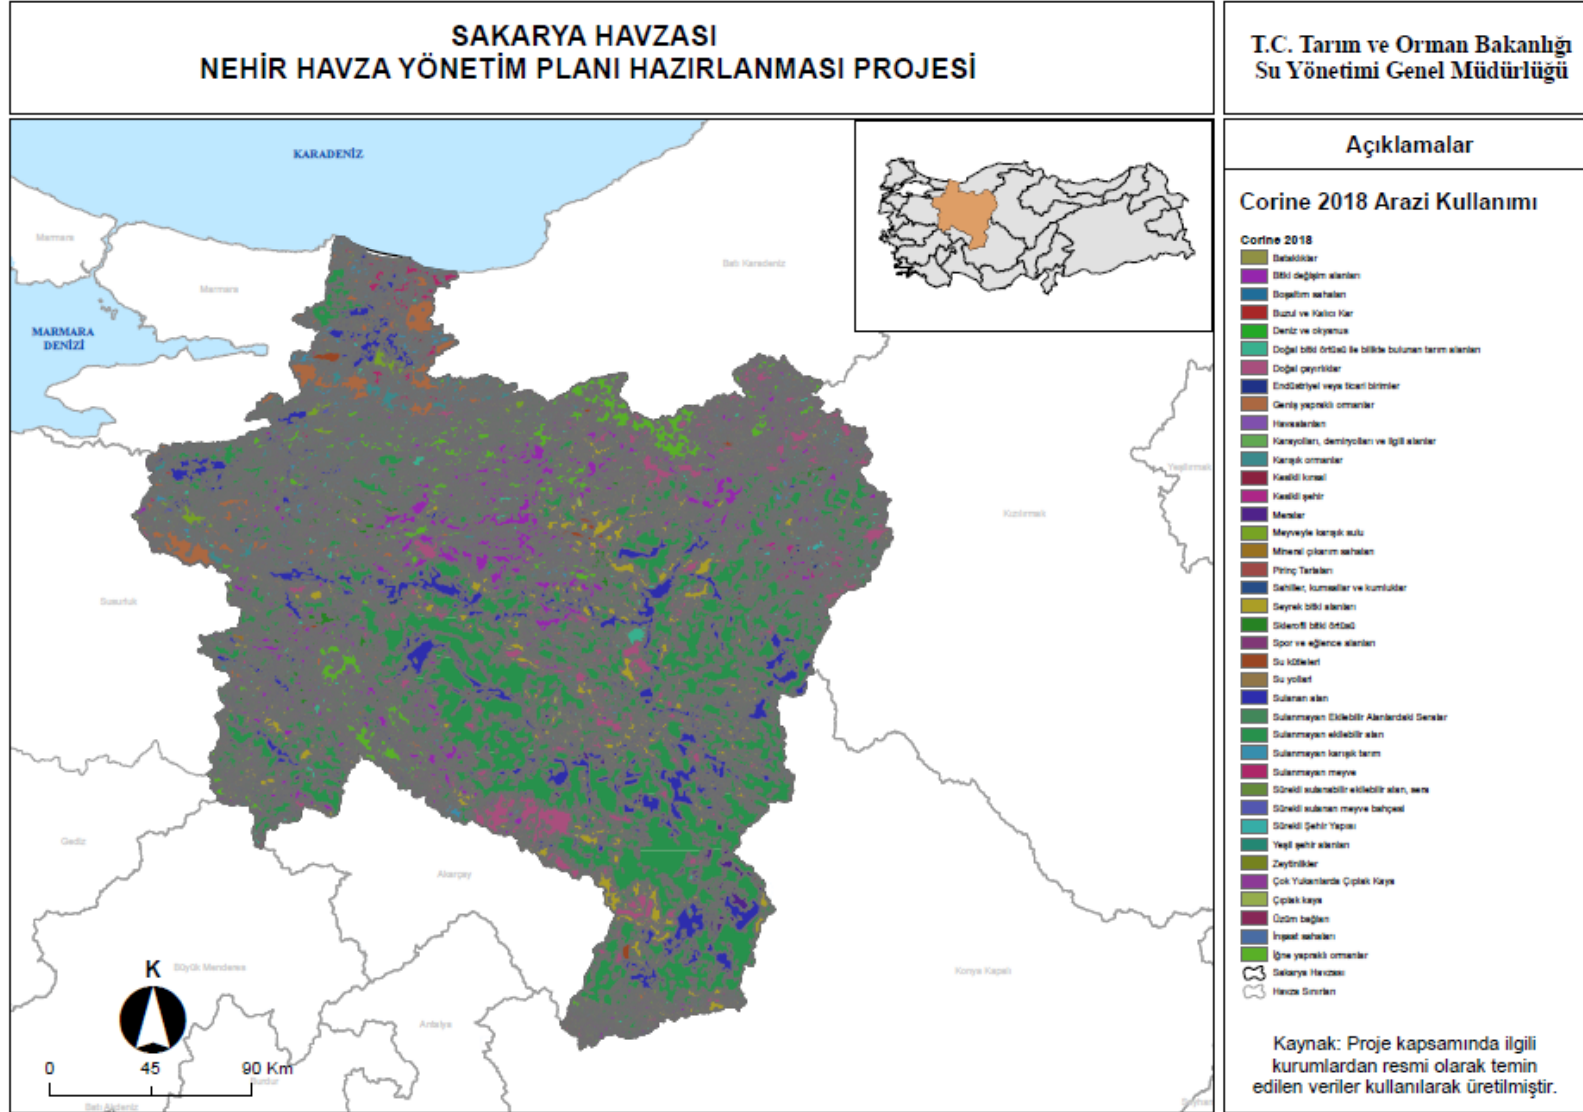 SAKARYA HAVZASI
NEHİR HAVZA YÖNETİM PLANI HAZIRLANMASI PROJESİ
T.C. Tarım ve Orman Bakanlığı
Su Yönetimi Genel Müdürlüğü
KARADENİZ
Marmara
Marmara
Batı Karadeniz
MARMARA
DENİZİ
Yeşilırmak
Kızılırmak
Susurluk
Gediz
Akarçay
Büyük Menderes
Konya Kapalı
Antalya
Burdur
Batı Akdeniz
Seyhan
K
0 45 90 Km
Açıklamalar
Corine 2018 Arazi Kullanımı
Corine 2018
Bataklıklar
Bitki değişim alanları
Boşaltım sahaları
Buzul ve Kalıcı Kar
Deniz ve okyanus
Doğal bitki örtüsü ile bilikte bulunan tarım alanları
Doğal çayırlıklar
Endüstriyel veya ticari birimler
Geniş yapraklı ormanlar
Havaalanları
Karayolları, demiryolları ve ilgili alanlar
Karışık ormanlar
Kesikli kırsal
Kesikli şehir
Meralar
Meyveyle karışık sulu
Mineral çıkarım sahaları
Pirinç Tarlaları
Sahiller, kumsallar ve kumluklar
Seyrek bitki alanları
Sklerofil bitki örtüsü
Spor ve eğlence alanları
Su kütleleri
Su yolları
Sulanan alan
Sulanmayan Ekilebilir Alanlardaki Seralar
Sulanmayan ekilebilir alan
Sulanmayan karışık tarım
Sulanmayan meyve
Sürekli sulanabilir ekilebilir alan, sera
Sürekli sulanan meyve bahçesi
Sürekli Şehir Yapısı
Yeşil şehir alanları
Zeytinlikler
Çok Yukarılarda Çıplak Kaya
Çıplak kaya
Üzüm bağları
İnşaat sahaları
İğne yapraklı ormanlar
Sakarya Havzası
Havza Sınırları
Kaynak: Proje kapsamında ilgili
kurumlardan resmi olarak temin
edilen veriler kullanılarak üretilmiştir.